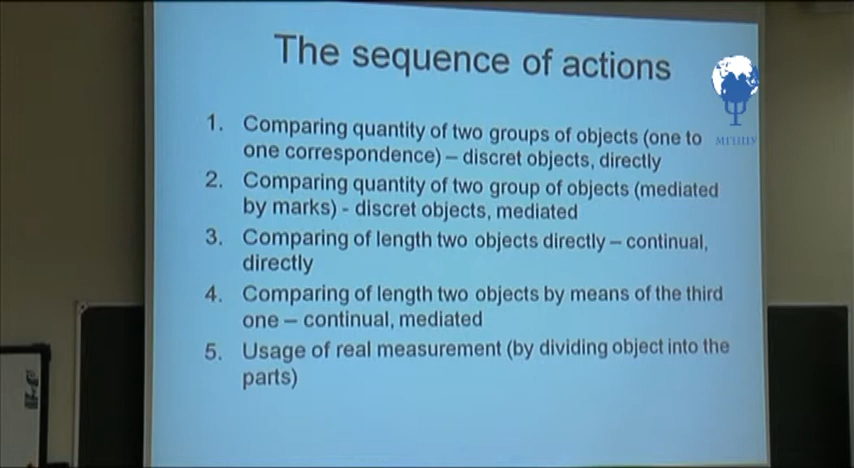 The sequence of actions
1. Comparing quantity of two groups of objects (one to
one correspondence) – discret objects, directly
2. Comparing quantity of two group of objects (mediated
by marks) - discret objects, mediated
3. Comparing of length two objects directly – continual,
directly
4. Comparing of length two objects by means of the third
one – continual, mediated
5. Usage of real measurement (by dividing object into the
parts)
МГППУ